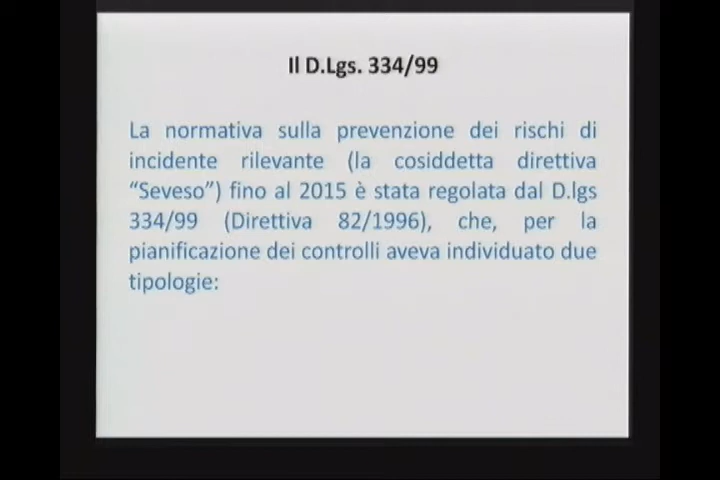 Il D.Lgs. 334/99
La normativa sulla prevenzione dei rischi di
incidente rilevante (la cosiddetta direttiva
“Seveso”) fino al 2015 è stata regolata dal D.lgs
334/99 (Direttiva 82/1996), che, per la
pianificazione dei controlli aveva individuato due
tipologie: